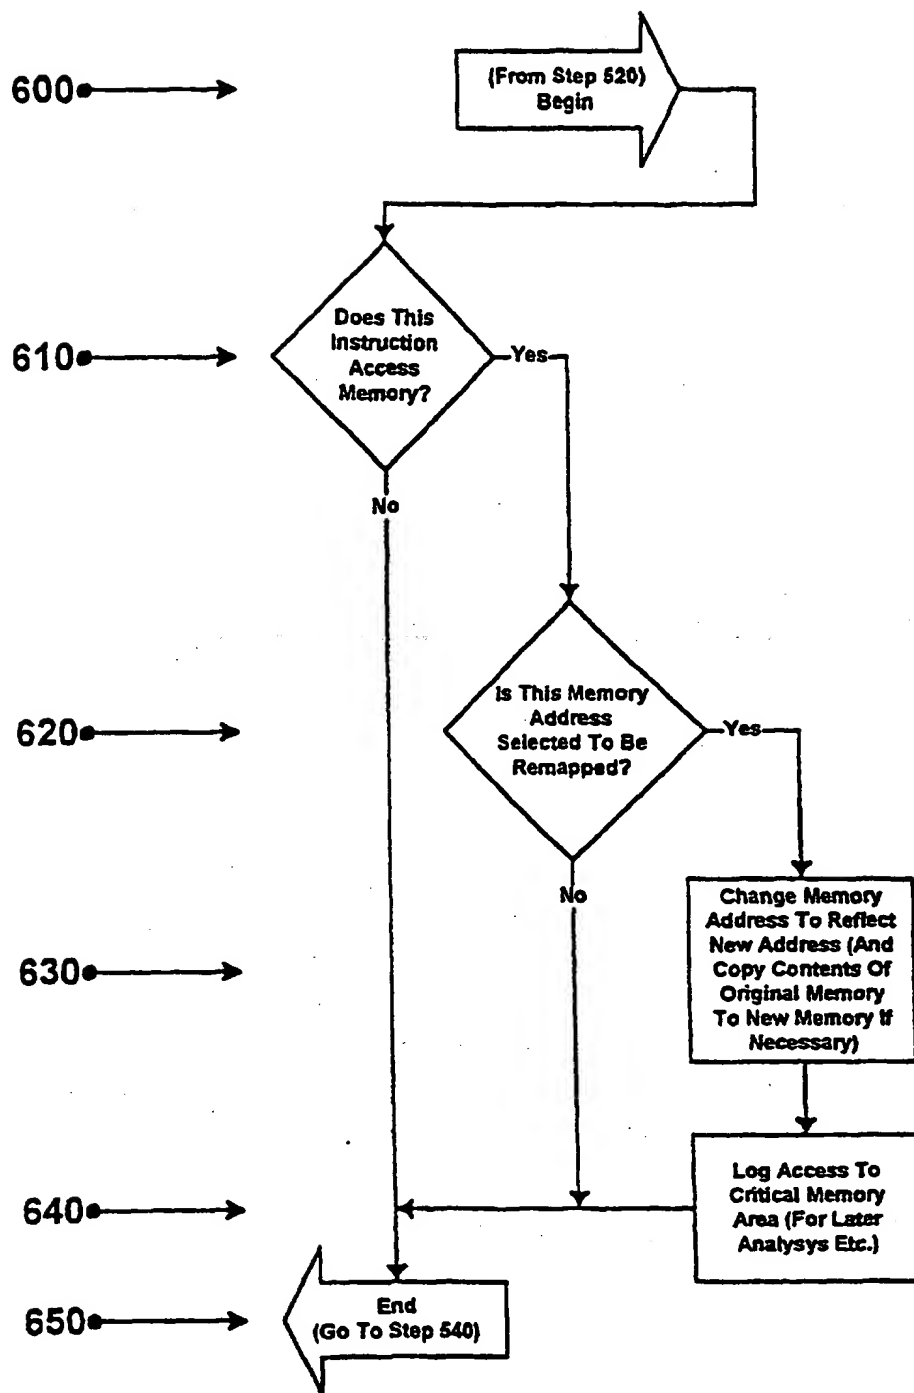 600
(From Step 520)
Begin
610
Does This
Instruction
Access
Memory?
Yes
No
620
Is This Memory
Address
Selected To Be
Remapped?
Yes
No
630
Change Memory
Address To Reflect
New Address (And
Copy Contents Of
Original Memory
To New Memory If
Necessary)
640
Log Access To
Critical Memory
Area (For Later
Analysys Etc.)
650
End
(Go To Step 540)